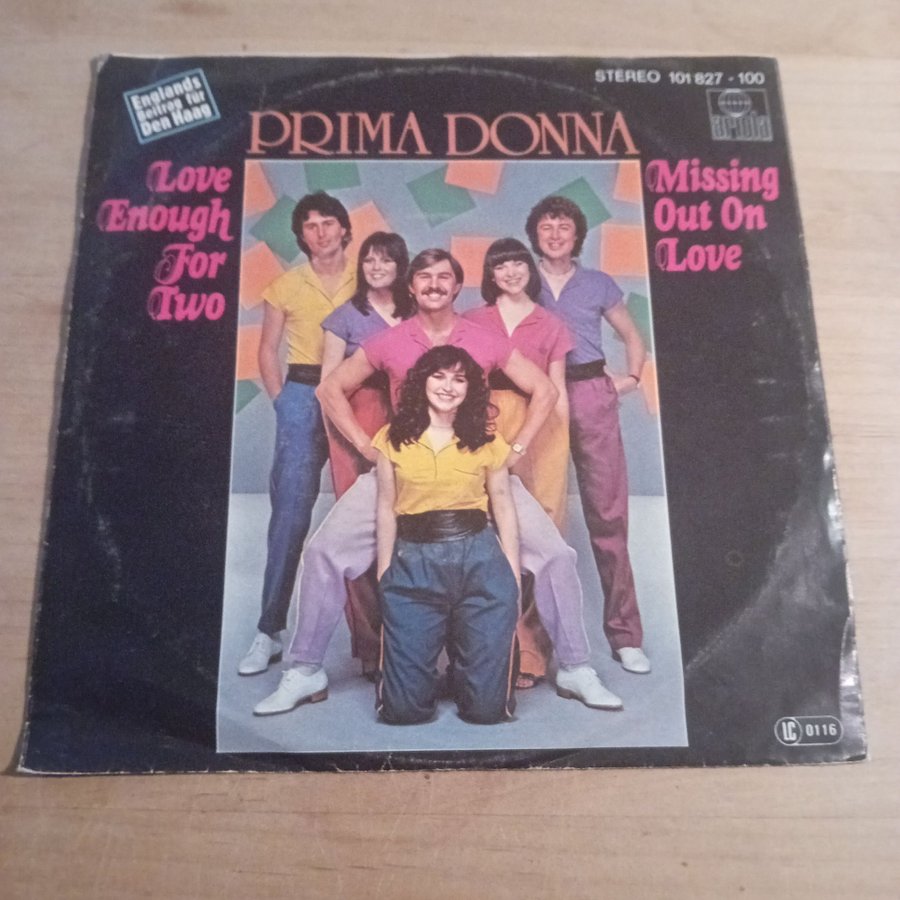 Englands
Beitrag für
Den Haag
STEREO 101 827 - 100
ariola
PRIMA DONNA
Love
Enough
For
Two
Missing
Out On
Love
LC 0116